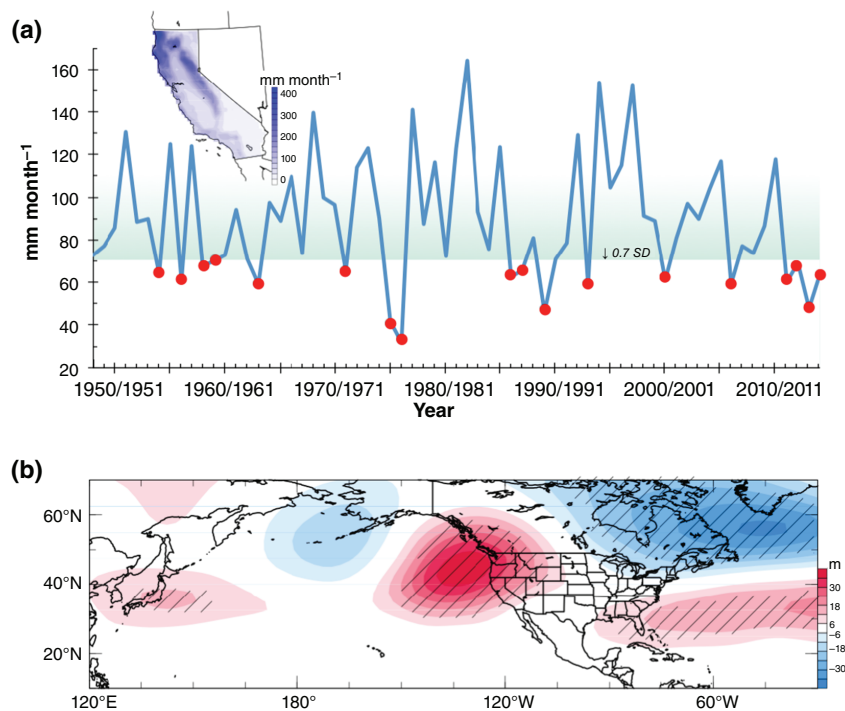 (a)
mm month⁻¹
160
140
120
100
80
60
40
20
mm month⁻¹
400
300
200
100
0
↓ 0.7 SD
1950/1951 1960/1961 1970/1971 1980/1981 1990/1991 2000/2001 2010/2011
Year
(b)
60°N
40°N
20°N
120°E 180° 120°W 60°W
m
30
18
6
−6
−18
−30